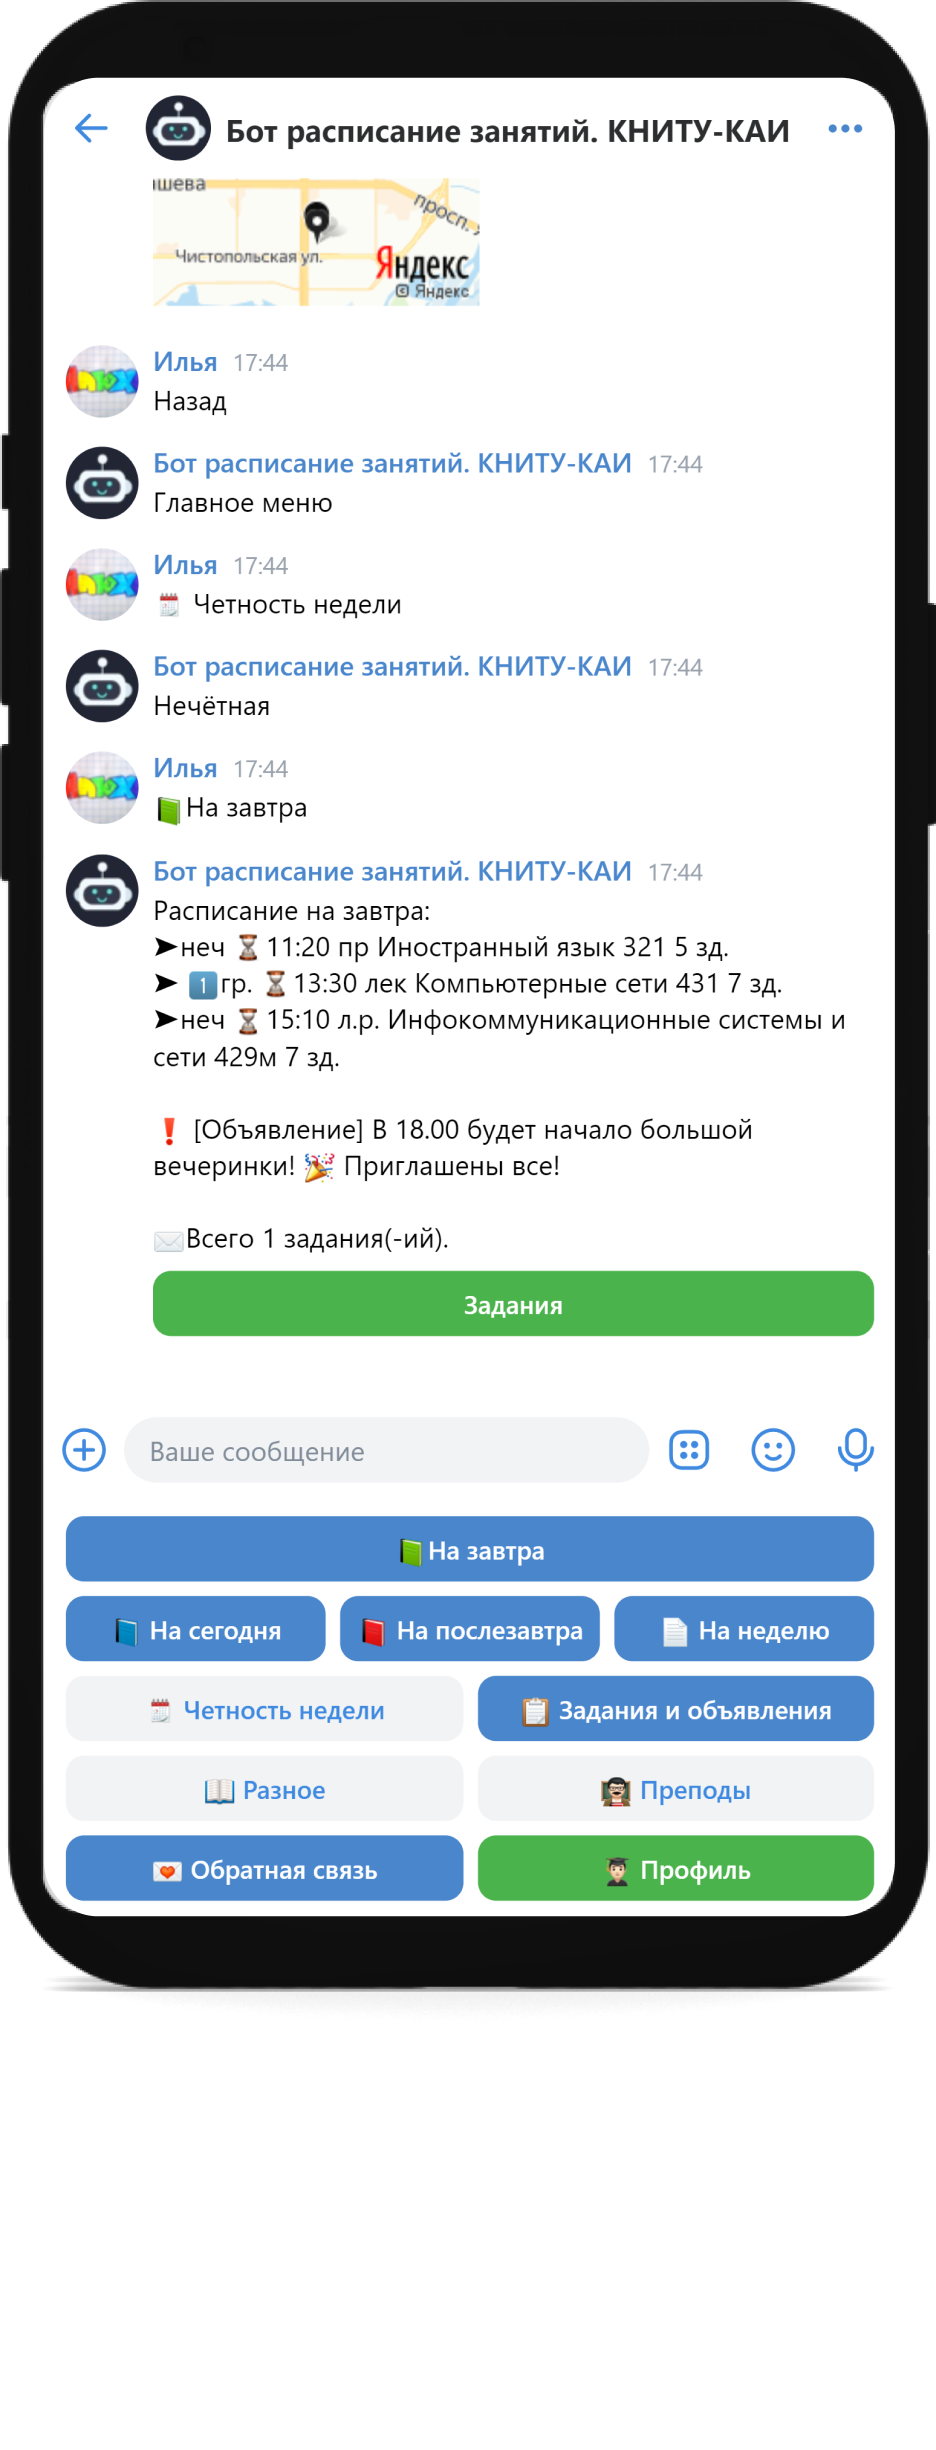 Бот расписание занятий. КНИТУ-КАИ
просп.
Чистопольская ул.
Яндекс
© Яндекс
Илья 17:44
Назад
Бот расписание занятий. КНИТУ-КАИ 17:44
Главное меню
Илья 17:44
🗓 Четность недели
Бот расписание занятий. КНИТУ-КАИ 17:44
Нечётная
Илья 17:44
📗На завтра
Бот расписание занятий. КНИТУ-КАИ 17:44
Расписание на завтра:
➤неч ⏳ 11:20 пр Иностранный язык 321 5 зд.
➤ 1️⃣гр. ⏳ 13:30 лек Компьютерные сети 431 7 зд.
➤неч ⏳ 15:10 л.р. Инфокоммуникационные системы и
сети 429м 7 зд.
❗ [Объявление] В 18.00 будет начало большой
вечеринки! 🎉 Приглашены все!
✉Всего 1 задания(-ий).
Задания
Ваше сообщение
📗На завтра
📘 На сегодня
📕 На послезавтра
📄 На неделю
🗓 Четность недели
📋 Задания и объявления
📖 Разное
👨‍🏫 Преподы
💌 Обратная связь
👨‍🎓 Профиль